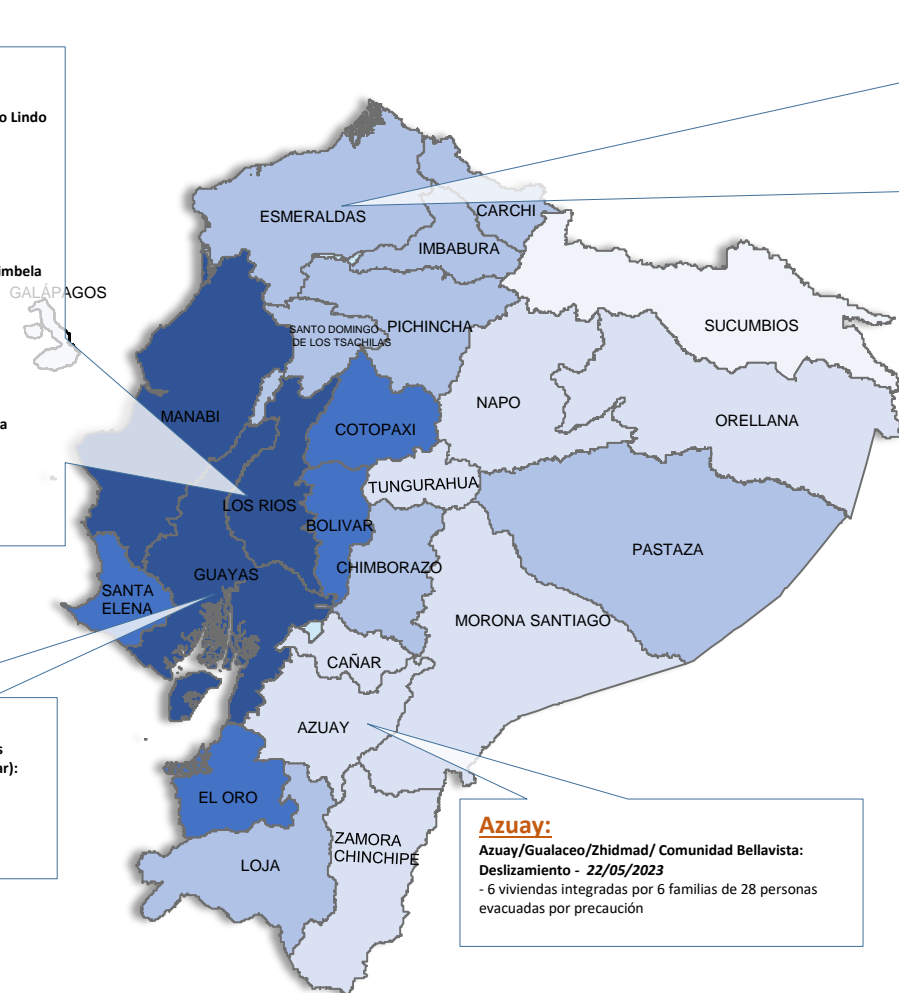 o Lindo
ESMERALDAS
CARCHI
IMBABURA
imbela
GALÁPAGOS
SUCUMBIOS
SANTO DOMINGO
DE LOS TSACHILAS
PICHINCHA
NAPO
MANABI
ORELLANA
a
COTOPAXI
TUNGURAHUA
LOS RIOS
BOLIVAR
PASTAZA
CHIMBORAZO
GUAYAS
SANTA
ELENA
MORONA SANTIAGO
CAÑAR
AZUAY
s
ar):
EL ORO
ZAMORA
CHINCHIPE
LOJA
Azuay:
Azuay/Gualaceo/Zhidmad/ Comunidad Bellavista:
Deslizamiento - 22/05/2023
- 6 viviendas integradas por 6 familias de 28 personas
evacuadas por precaución